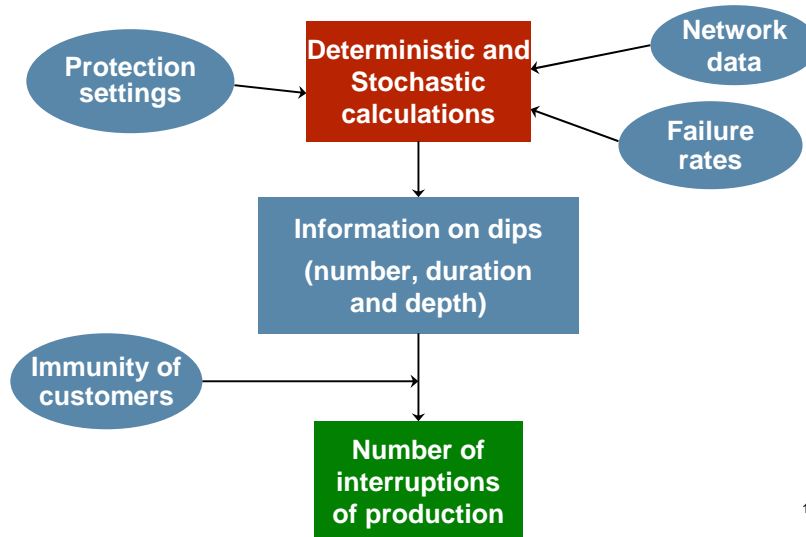 Deterministic and
Stochastic
calculations
Protection
settings
Network
data
Failure
rates
Information on dips
(number, duration
and depth)
Immunity of
customers
Number of
interruptions
of production
1